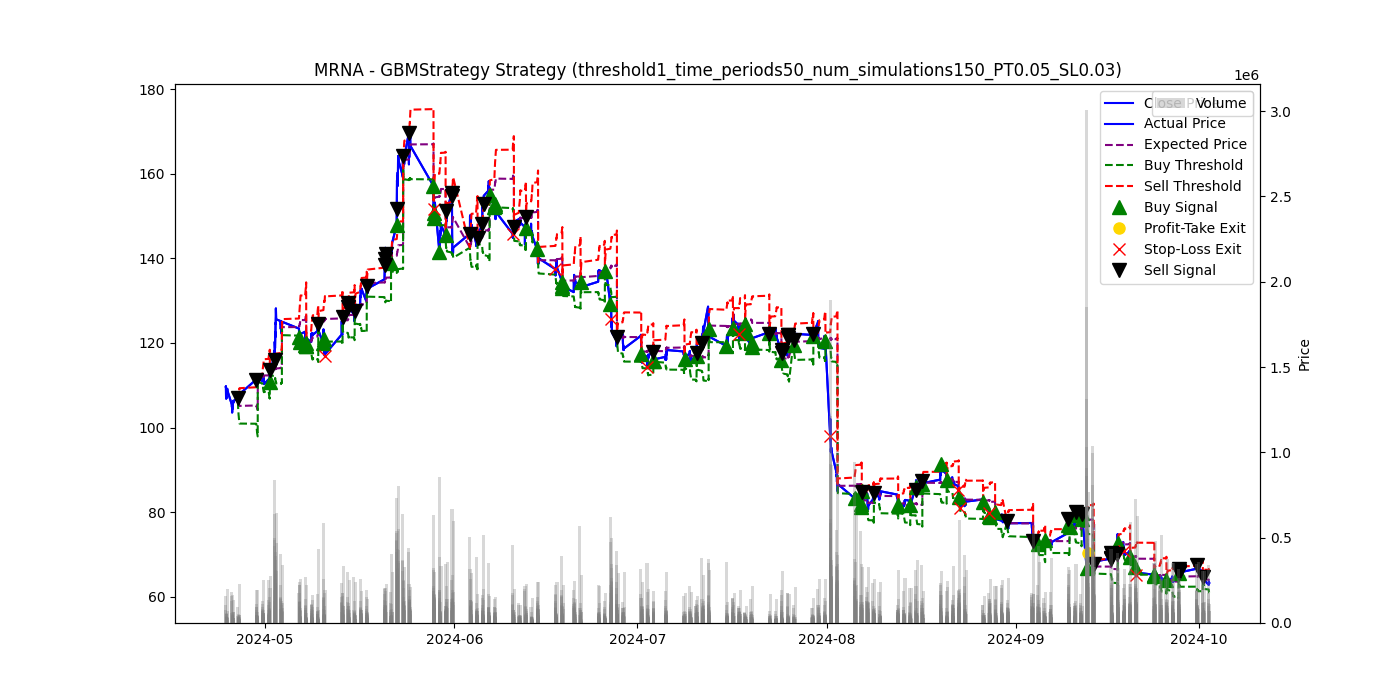 MRNA - GBMStrategy Strategy (threshold1_time_periods50_num_simulations150_PT0.05_SL0.03)
1e6
180
160
140
120
100
80
60
3.0
2.5
2.0
1.5
1.0
0.5
0.0
Price
2024-05
2024-06
2024-07
2024-08
2024-09
2024-10
Volume
Actual Price
Expected Price
Buy Threshold
Sell Threshold
Buy Signal
Profit-Take Exit
Stop-Loss Exit
Sell Signal